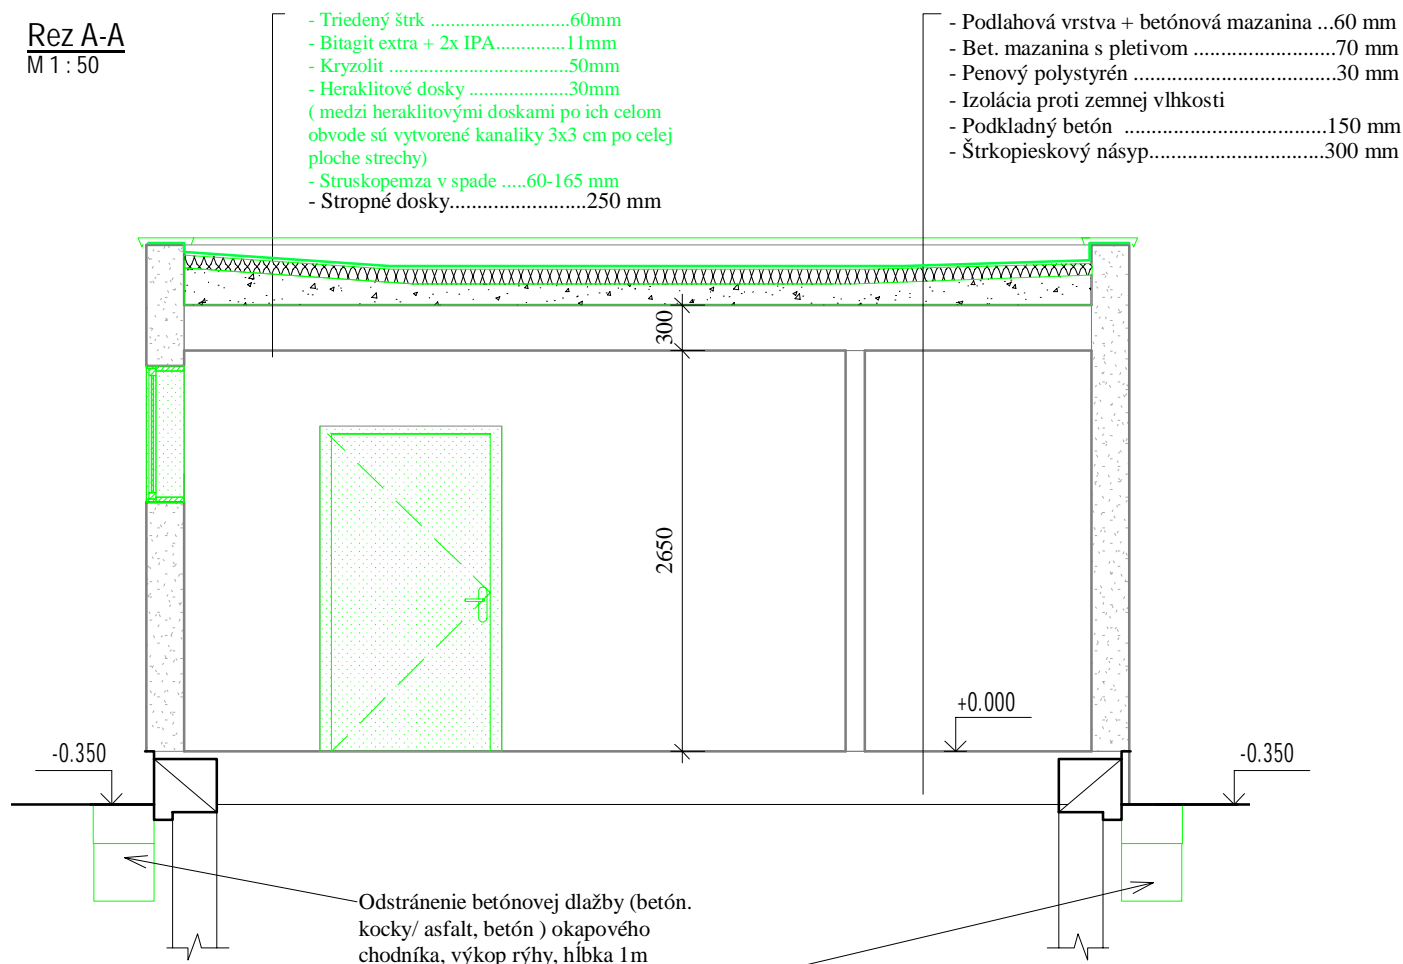 Rez A-A
M 1 : 50
- Triedený štrk ............................60mm
- Bitagit extra + 2x IPA..............11mm
- Kryzolit ....................................50mm
- Heraklitové dosky ....................30mm
( medzi heraklitovými doskami po ich celom
obvode sú vytvorené kanaliky 3x3 cm po celej
ploche strechy)
- Struskopemza v spade .....60-165 mm
- Stropné dosky........................250 mm
- Podlahová vrstva + betónová mazanina ...60 mm
- Bet. mazanina s pletivom .........................70 mm
- Penový polystyrén ....................................30 mm
- Izolácia proti zemnej vlhkosti
- Podkladný betón ...................................150 mm
- Štrkopieskový násyp...............................300 mm
300
2650
+0.000
-0.350
-0.350
Odstránenie betónovej dlažby (betón.
kocky/ asfalt, betón ) okapového
chodníka, výkop rýhy, hĺbka 1m